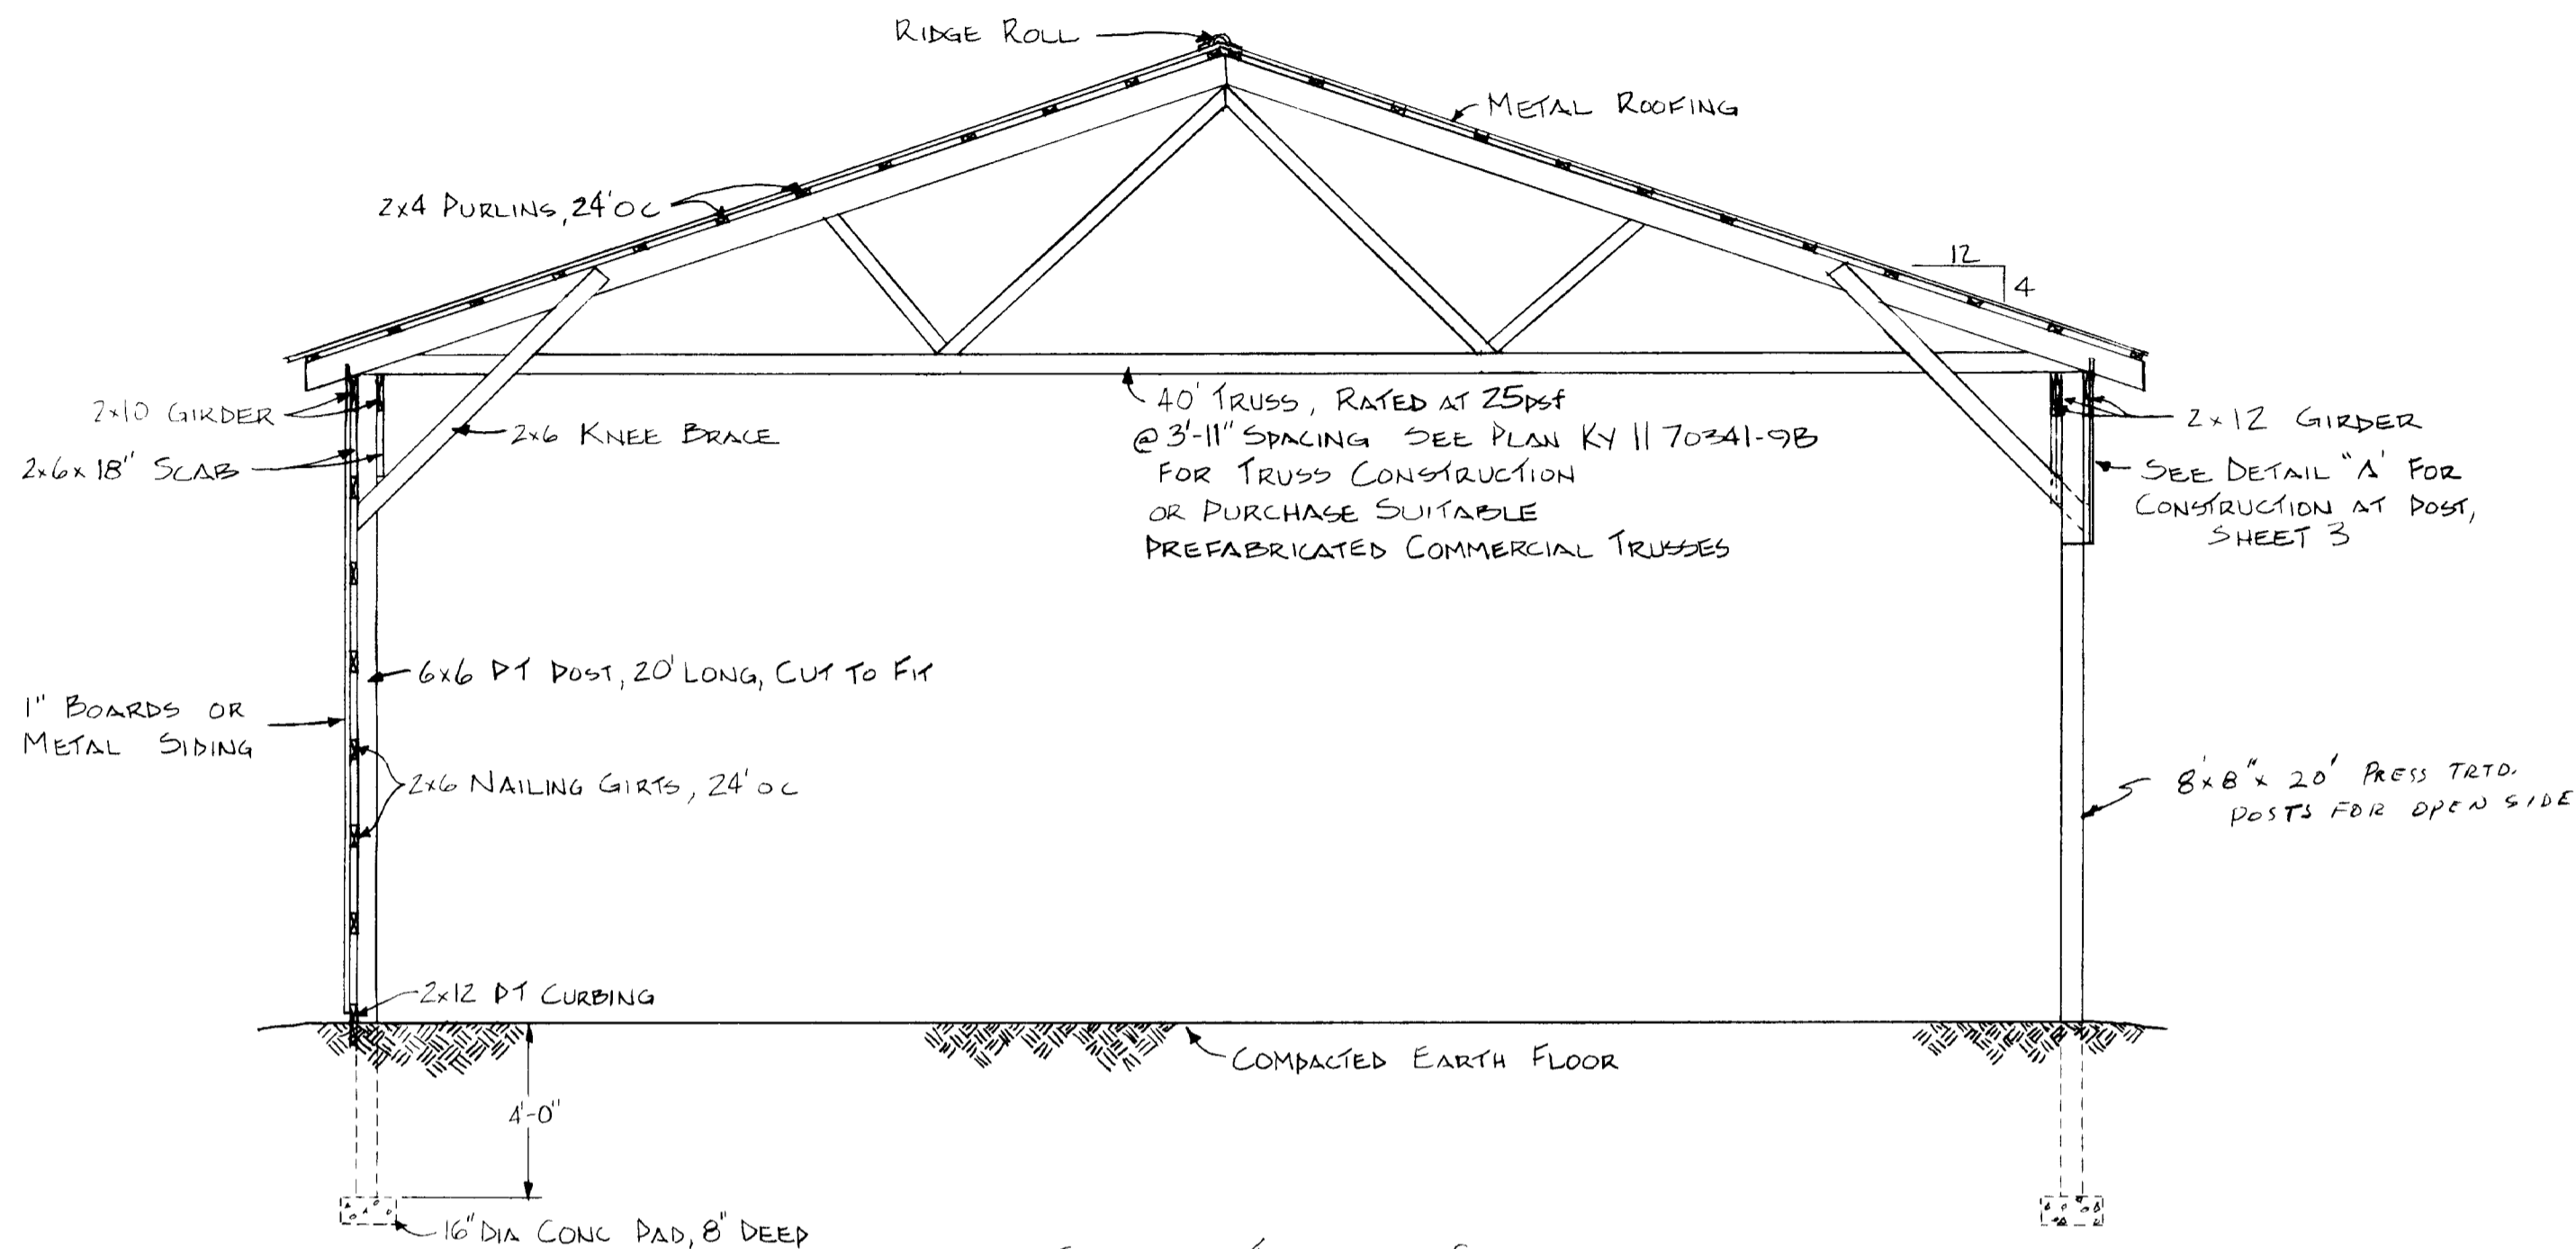 RIDGE ROLL
METAL ROOFING
2x4 PURLINS, 24' OC
12
4
2x10 GIRDER
2x6x18" SCAB
2x6 KNEE BRACE
40' TRUSS, RATED AT 25psf
@ 3'-11" SPACING SEE PLAN KY 11 70341-9B
FOR TRUSS CONSTRUCTION
OR PURCHASE SUITABLE
PREFABRICATED COMMERCIAL TRUSSES
2x12 GIRDER
SEE DETAIL "A' FOR
CONSTRUCTION AT POST,
SHEET 3
6x6 PT POST, 20' LONG, CUT TO FIT
1" BOARDS OR
METAL SIDING
2x6 NAILING GIRTS, 24' OC
8'x8"x 20' PRESS TRTD.
POSTS FOR OPEN SIDE
2x12 PT CURBING
COMPACTED EARTH FLOOR
4'-0"
16" DIA CONC PAD, 8" DEEP